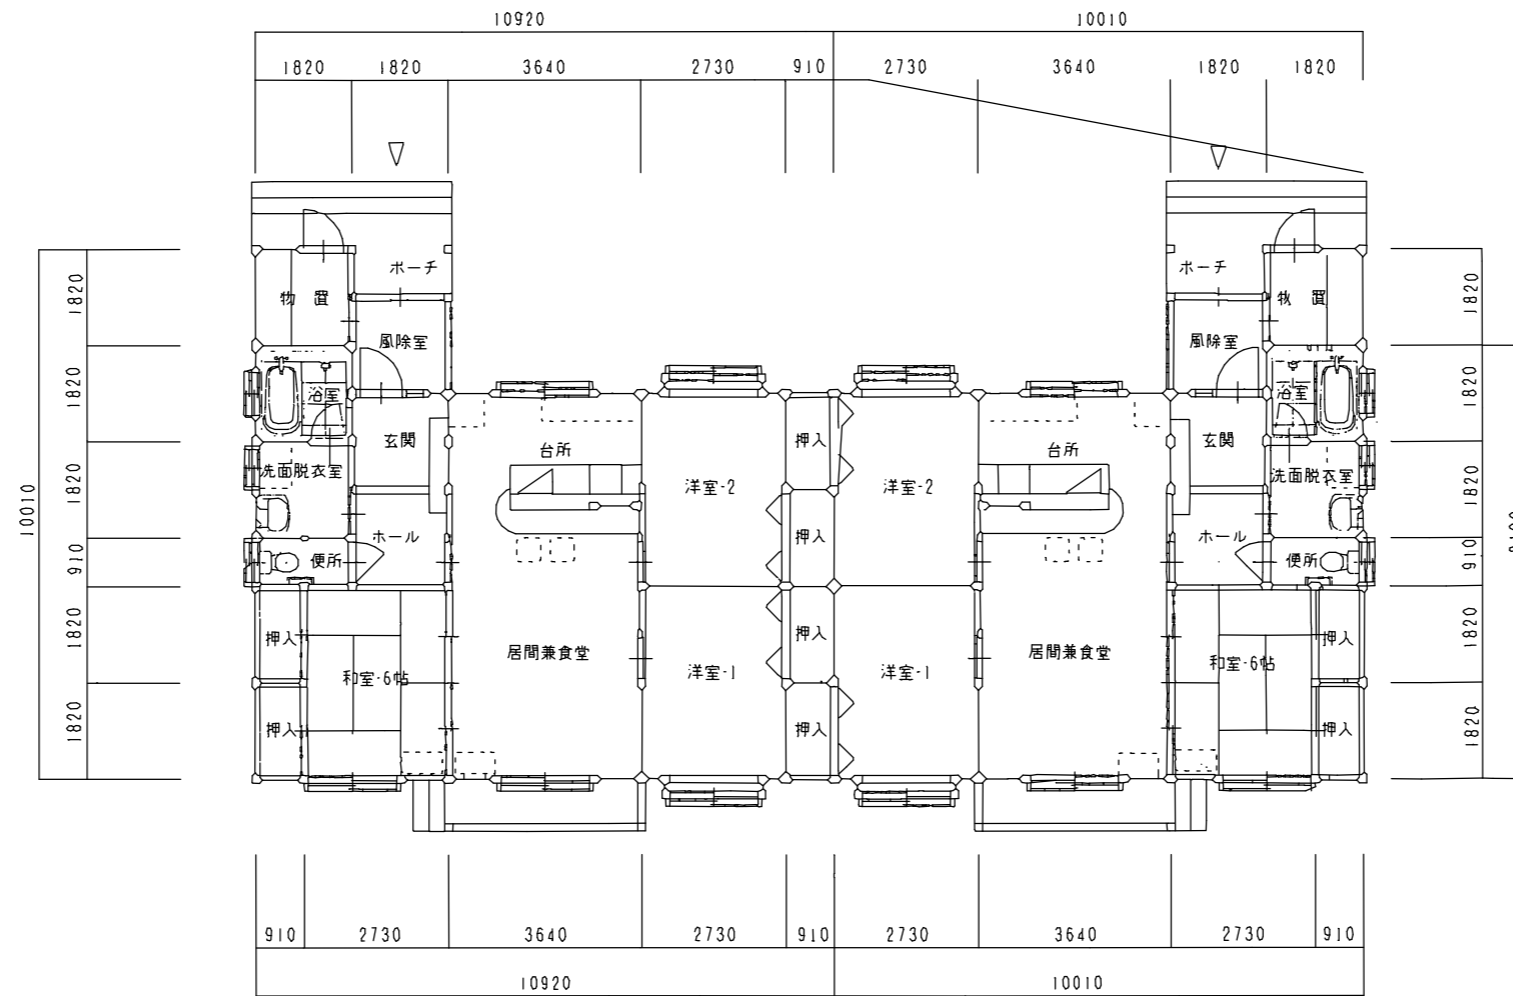 10920 10010
1820 1820 3640 2730 910 2730 3640 1820 1820
ポーチ ポーチ
物 置 物 置
1820 1820
風除室 風除室
浴室 浴室
1820 1820
玄関 台所 押入 台所 玄関
洗面脱衣室 洗面脱衣室
1820 洋室-2 洋室-2 1820
10010
ホール 押入 ホール
910 便所 便所 910
1820 押入 押入 押入 1820
居間兼食堂 居間兼食堂
和室-6帖 洋室-1 洋室-1 和室-6帖
1820 押入 押入 押入 1820
910 2730 3640 2730 910 2730 3640 2730 910
10920 10010